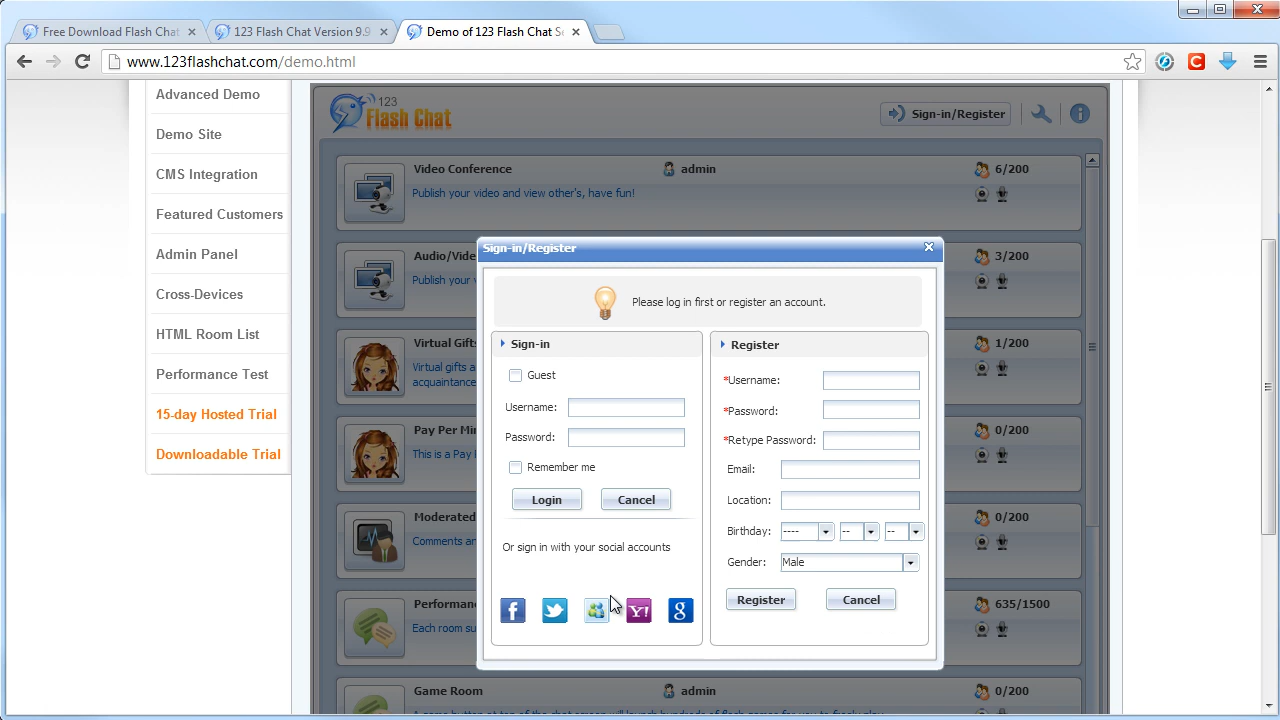 Free Download Flash Chat
123 Flash Chat Version 9.9
Demo of 123 Flash Chat S
www.123flashchat.com/demo.html
Advanced Demo
Demo Site
CMS Integration
Featured Customers
Admin Panel
Cross-Devices
HTML Room List
Performance Test
15-day Hosted Trial
Downloadable Trial
123
Flash Chat
Sign-in/Register
Video Conference
admin
6/200
Publish your video and view other's, have fun!
Audio/Vide
3/200
Publish your
Virtual Gift
1/200
Virtual gifts a
acquaintance
Pay Per Min
0/200
This is a Pay
Moderated
0/200
Comments an
Performanc
635/1500
Each room su
Game Room
admin
0/200
Sign-in/Register
Please log in first or register an account.
Sign-in
Guest
Username:
Password:
Remember me
Login
Cancel
Or sign in with your social accounts
f
Y!
g
Register
*Username:
*Password:
*Retype Password:
Email:
Location:
Birthday:
----
--
--
Gender:
Male
Register
Cancel